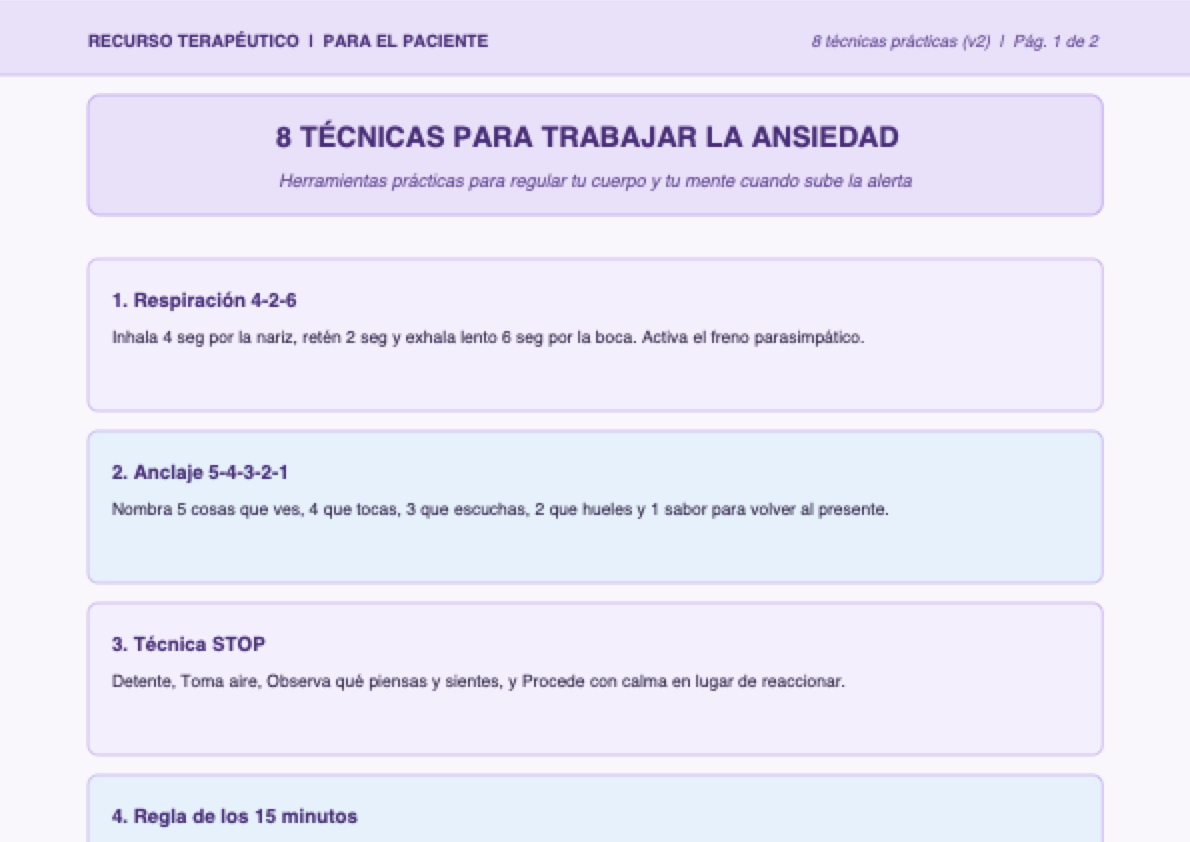 RECURSO TERAPÉUTICO | PARA EL PACIENTE
8 técnicas prácticas (v2) | Pág. 1 de 2
8 TÉCNICAS PARA TRABAJAR LA ANSIEDAD
Herramientas prácticas para regular tu cuerpo y tu mente cuando sube la alerta
1. Respiración 4-2-6
Inhala 4 seg por la nariz, retén 2 seg y exhala lento 6 seg por la boca. Activa el freno parasimpático.
2. Anclaje 5-4-3-2-1
Nombra 5 cosas que ves, 4 que tocas, 3 que escuchas, 2 que hueles y 1 sabor para volver al presente.
3. Técnica STOP
Detente, Toma aire, Observa qué piensas y sientes, y Procede con calma en lugar de reaccionar.
4. Regla de los 15 minutos